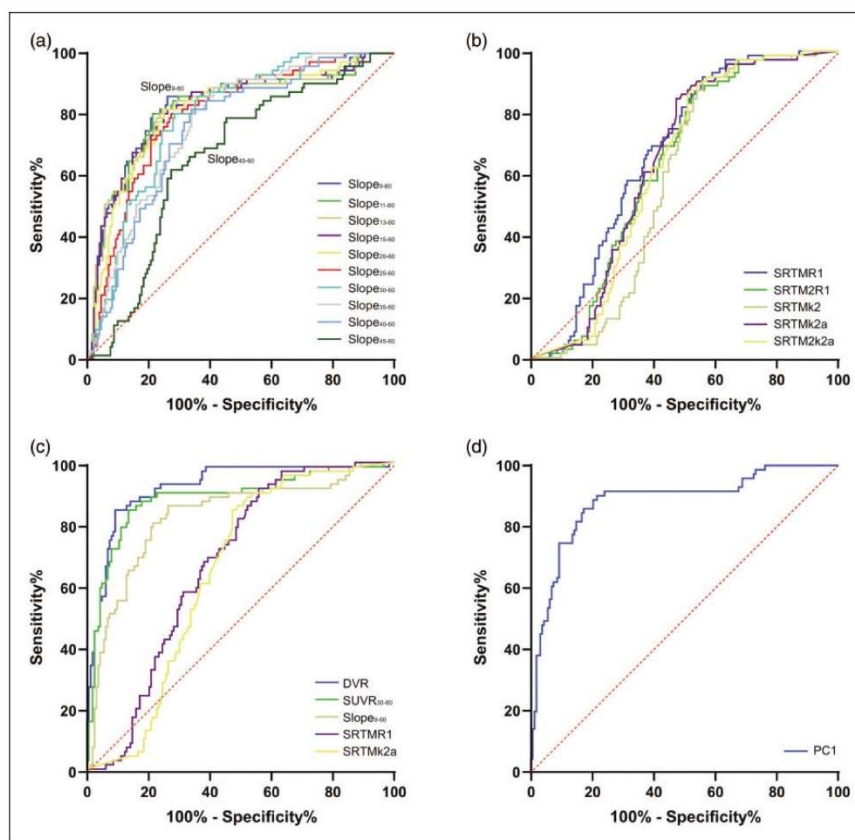 (a)
100
80
60
40
20
0
Sensitivity%
Slope9-60
Slope45-60
Slope9-60
Slope11-60
Slope13-60
Slope15-60
Slope20-60
Slope25-60
Slope30-60
Slope35-60
Slope40-60
Slope45-60
0 20 40 60 80 100
100% - Specificity%
(b)
100
80
60
40
20
0
Sensitivity%
SRTMR1
SRTM2R1
SRTMk2
SRTMk2a
SRTM2k2a
0 20 40 60 80 100
100% - Specificity%
(c)
100
80
60
40
20
0
Sensitivity%
DVR
SUVR30-60
Slope9-60
SRTMR1
SRTMk2a
0 20 40 60 80 100
100% - Specificity%
(d)
100
80
60
40
20
0
Sensitivity%
PC1
0 20 40 60 80 100
100% - Specificity%